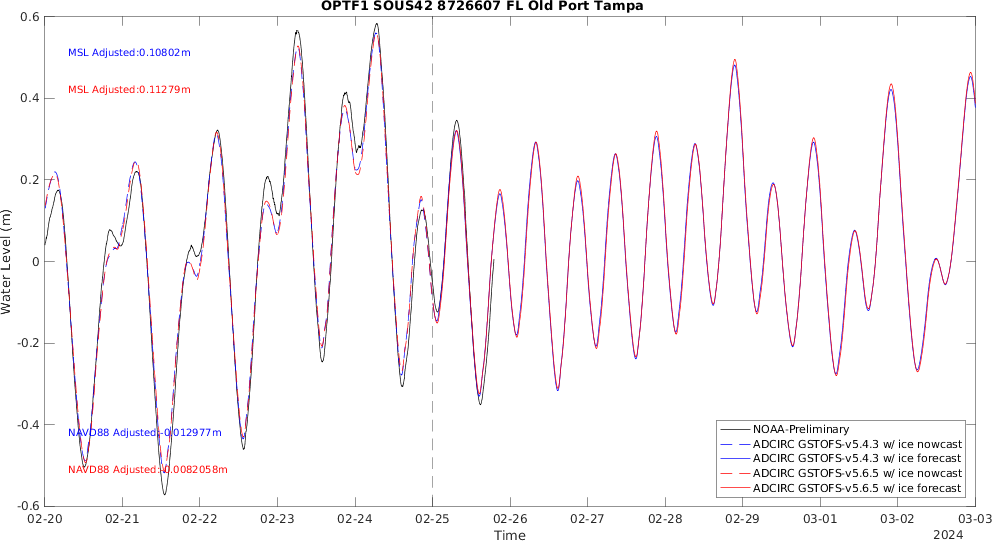 OPTF1 SOUS42 8726607 FL Old Port Tampa
0.6
MSL Adjusted:0.10802m
MSL Adjusted:0.11279m
0.4
0.2
Water Level (m)
0
-0.2
-0.4
NAVD88 Adjusted:-0.012977m
NAVD88 Adjusted:-0.0082058m
-0.6
NOAA-Preliminary
ADCIRC GSTOFS-v5.4.3 w/ ice nowcast
ADCIRC GSTOFS-v5.4.3 w/ ice forecast
ADCIRC GSTOFS-v5.6.5 w/ ice nowcast
ADCIRC GSTOFS-v5.6.5 w/ ice forecast
02-20 02-21 02-22 02-23 02-24 02-25 02-26 02-27 02-28 02-29 03-01 03-02 03-03
Time
2024